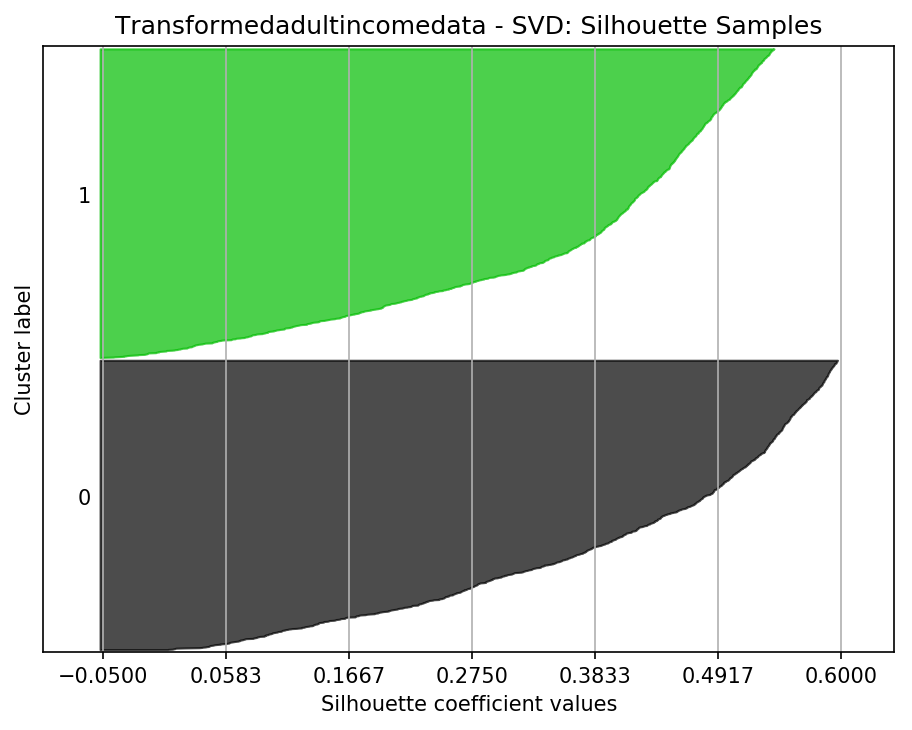 Transformedadultincomedata - SVD: Silhouette Samples
1
Cluster label
0
−0.0500 0.0583 0.1667 0.2750 0.3833 0.4917 0.6000
Silhouette coefficient values